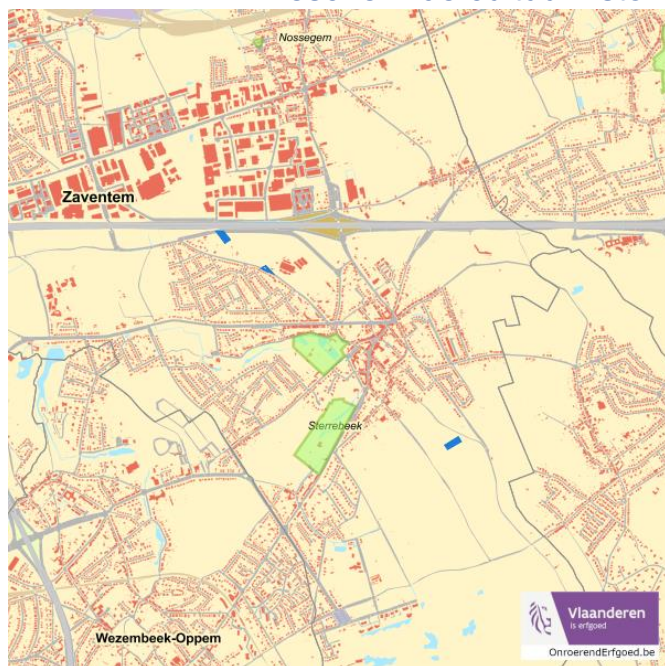 Nossegem
Zaventem
Sterrebeek
Wezembeek-Oppem
Vlaanderen
is erfgoed
OnroerendErfgoed.be